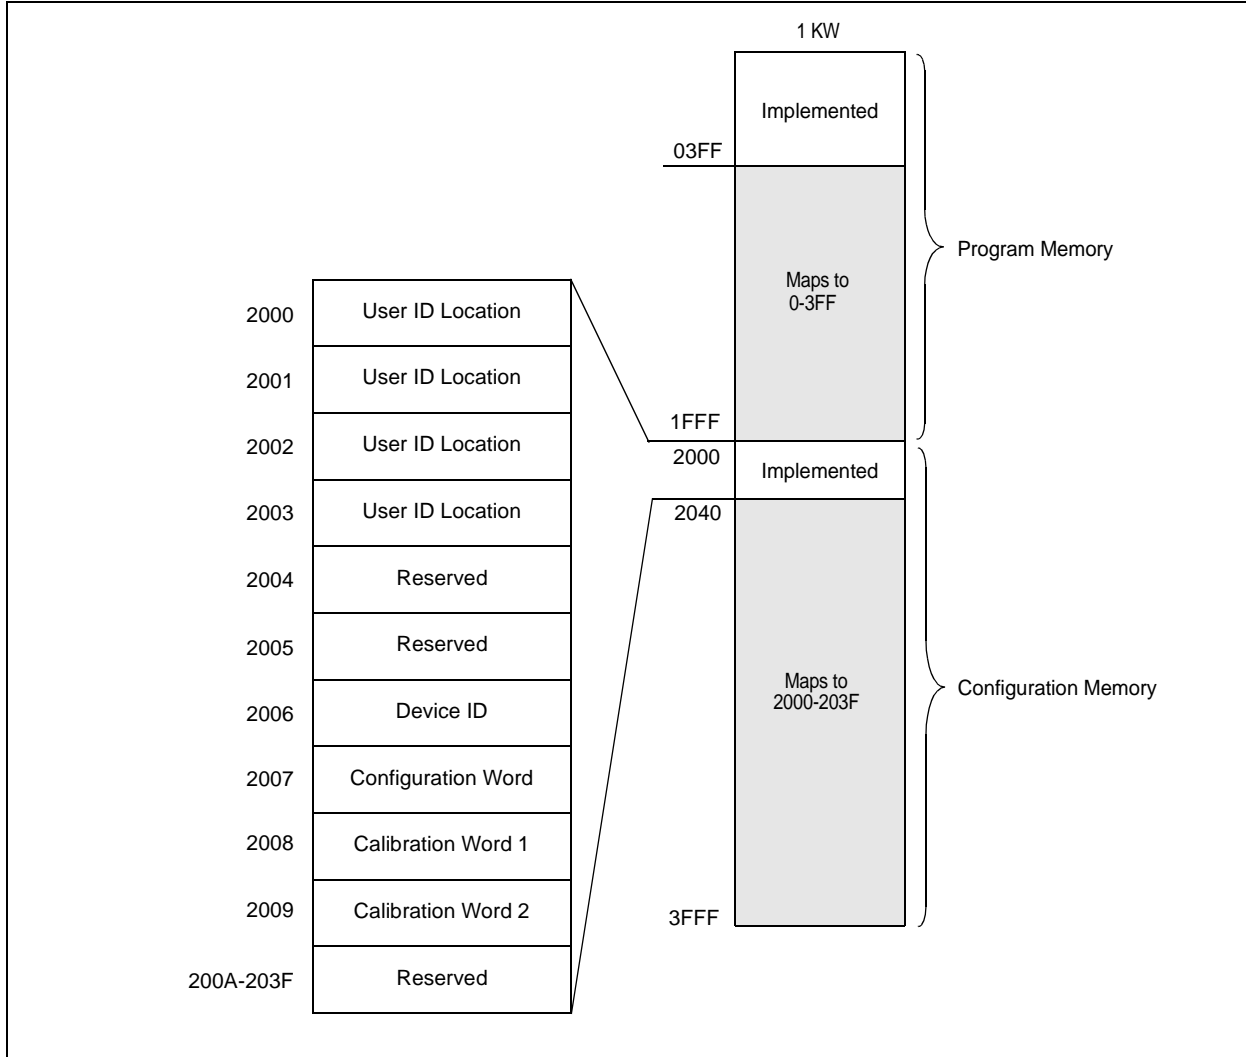 1 KW
Implemented
03FF
Maps to
0-3FF
Program Memory
1FFF
2000
Implemented
2040
Maps to
2000-203F
Configuration Memory
3FFF
2000 User ID Location
2001 User ID Location
2002 User ID Location
2003 User ID Location
2004 Reserved
2005 Reserved
2006 Device ID
2007 Configuration Word
2008 Calibration Word 1
2009 Calibration Word 2
200A-203F Reserved